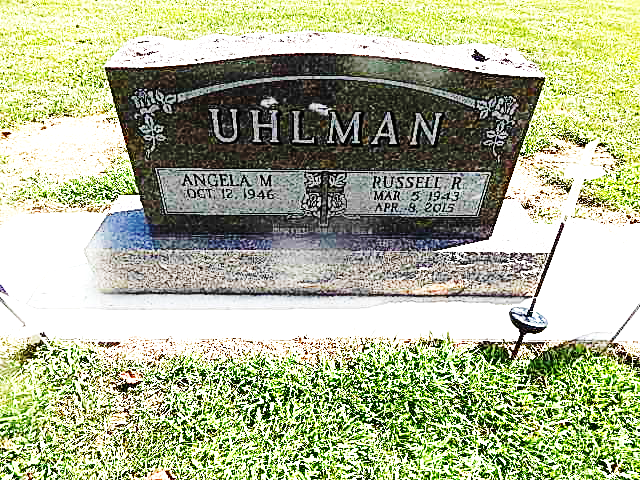 UHLMAN
ANGELA M
OCT. 12, 1946
RUSSELL R
MAR 5 1943
APR 8, 2015